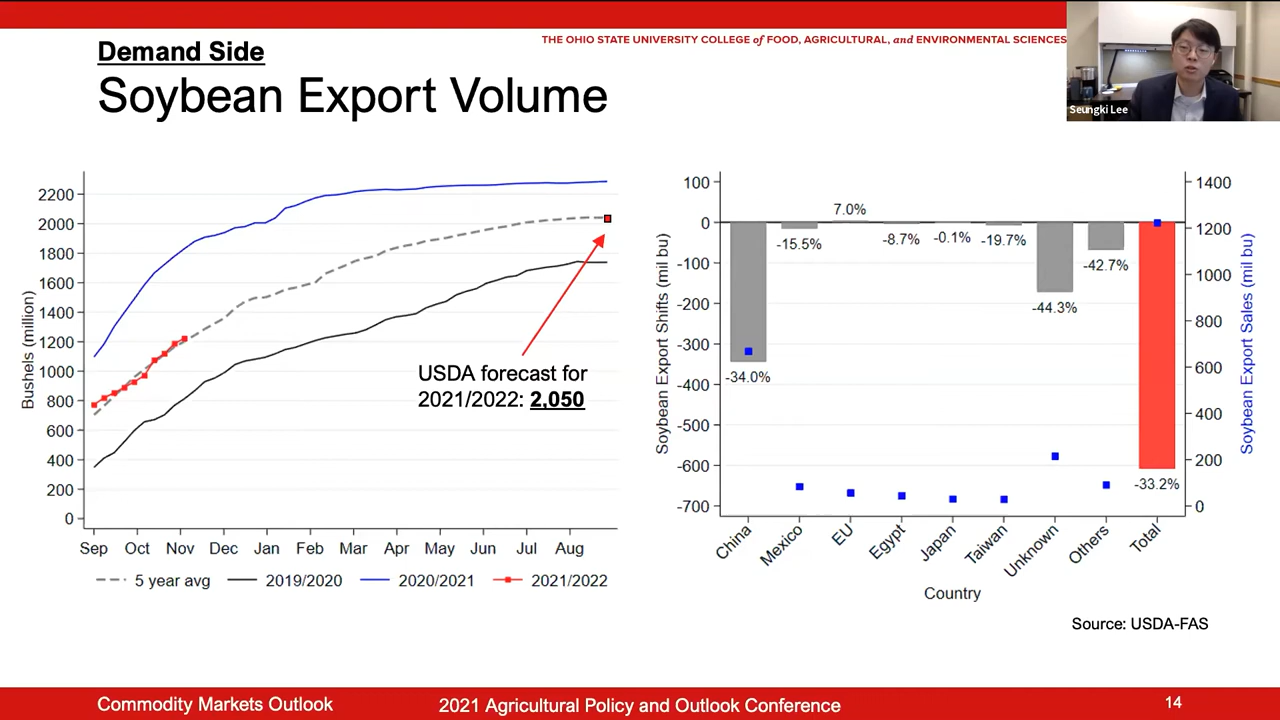 THE OHIO STATE UNIVERSITY COLLEGE of FOOD, AGRICULTURAL, and ENVIRONMENTAL SCIENCES
Seungki Lee
Demand Side
Soybean Export Volume
Bushels (million)
2200
2000
1800
1600
1400
1200
1000
800
600
400
200
0
USDA forecast for
2021/2022: 2,050
Sep Oct Nov Dec Jan Feb Mar Apr May Jun Jul Aug
5 year avg 2019/2020 2020/2021 2021/2022
Soybean Export Shifts (mil bu)
100
0
-100
-200
-300
-400
-500
-600
-700
-34.0%
-15.5%
7.0%
-8.7%
-0.1%
-19.7%
-44.3%
-42.7%
-33.2%
1400
1200
1000
800
600
400
200
0
Soybean Export Sales (mil bu)
China Mexico EU Egypt Japan Taiwan Unknown Others Total
Country
Source: USDA-FAS
Commodity Markets Outlook
2021 Agricultural Policy and Outlook Conference
14